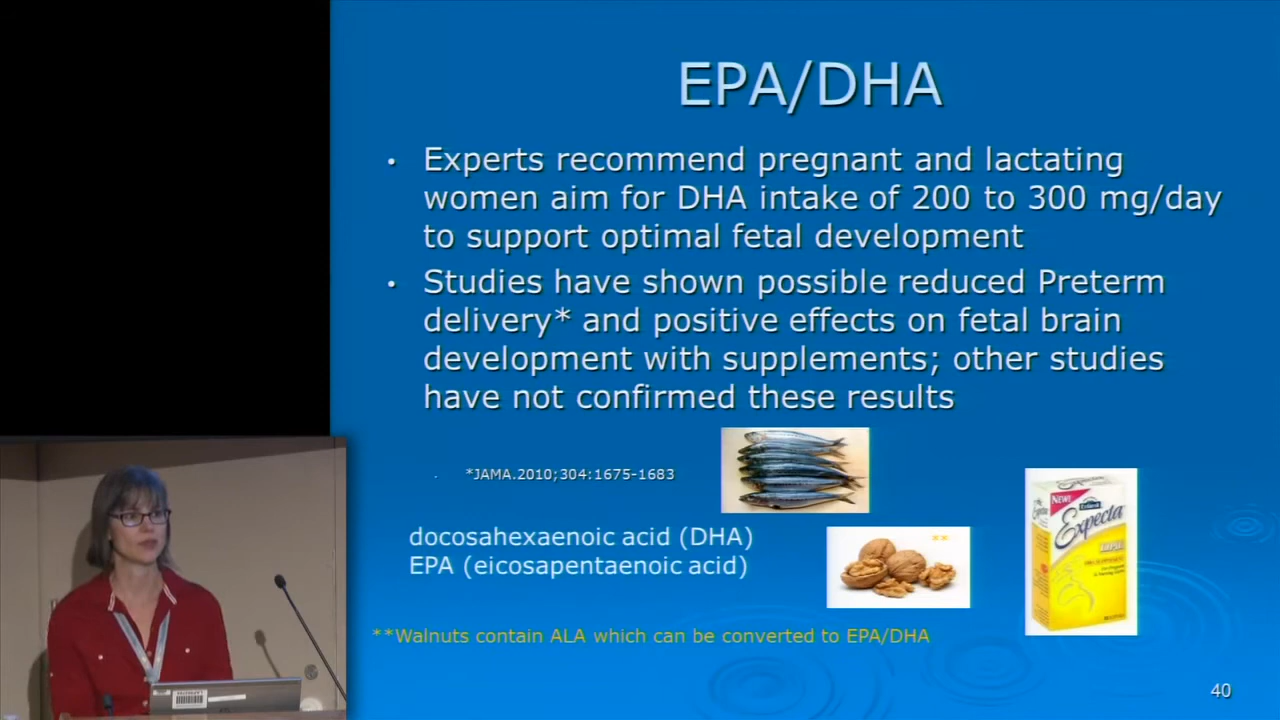 EPA/DHA
• Experts recommend pregnant and lactating
women aim for DHA intake of 200 to 300 mg/day
to support optimal fetal development
• Studies have shown possible reduced Preterm
delivery* and positive effects on fetal brain
development with supplements; other studies
have not confirmed these results
*JAMA.2010;304:1675-1683
NEW!
Expecta
**
docosahexaenoic acid (DHA)
EPA (eicosapentaenoic acid)
**Walnuts contain ALA which can be converted to EPA/DHA
40